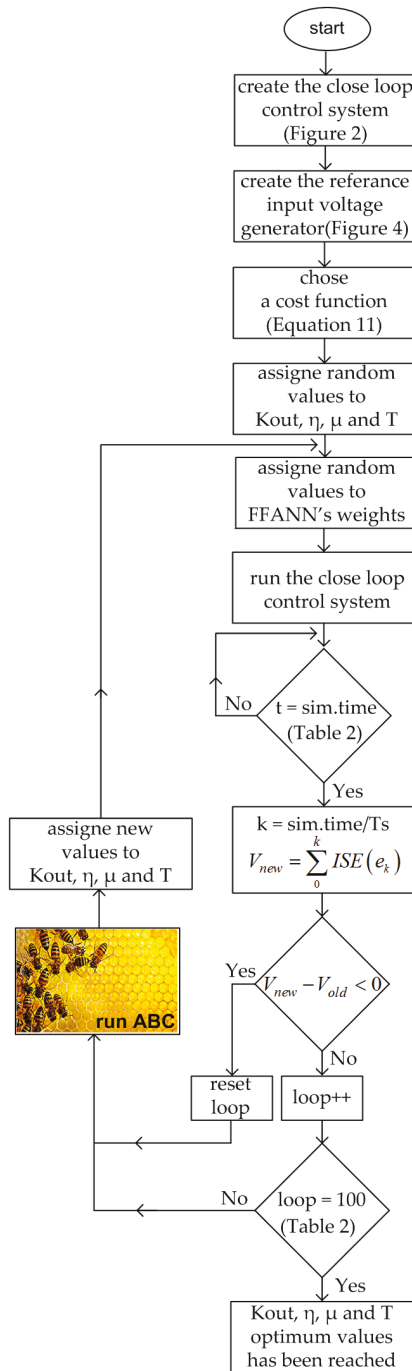 start
create the close loop
control system
(Figure 2)
create the referance
input voltage
generator(Figure 4)
chose
a cost function
(Equation 11)
assigne random
values to
Kout, η, μ and T
assigne random
values to
FFANN's weights
run the close loop
control system
No
t = sim.time
(Table 2)
Yes
assigne new
values to
Kout, η, μ and T
k = sim.time/Ts
V_new = ∑_0^k ISE(e_k)
run ABC
Yes
V_new − V_old < 0
No
reset
loop
loop++
No
loop = 100
(Table 2)
Yes
Kout, η, μ and T
optimum values
has been reached